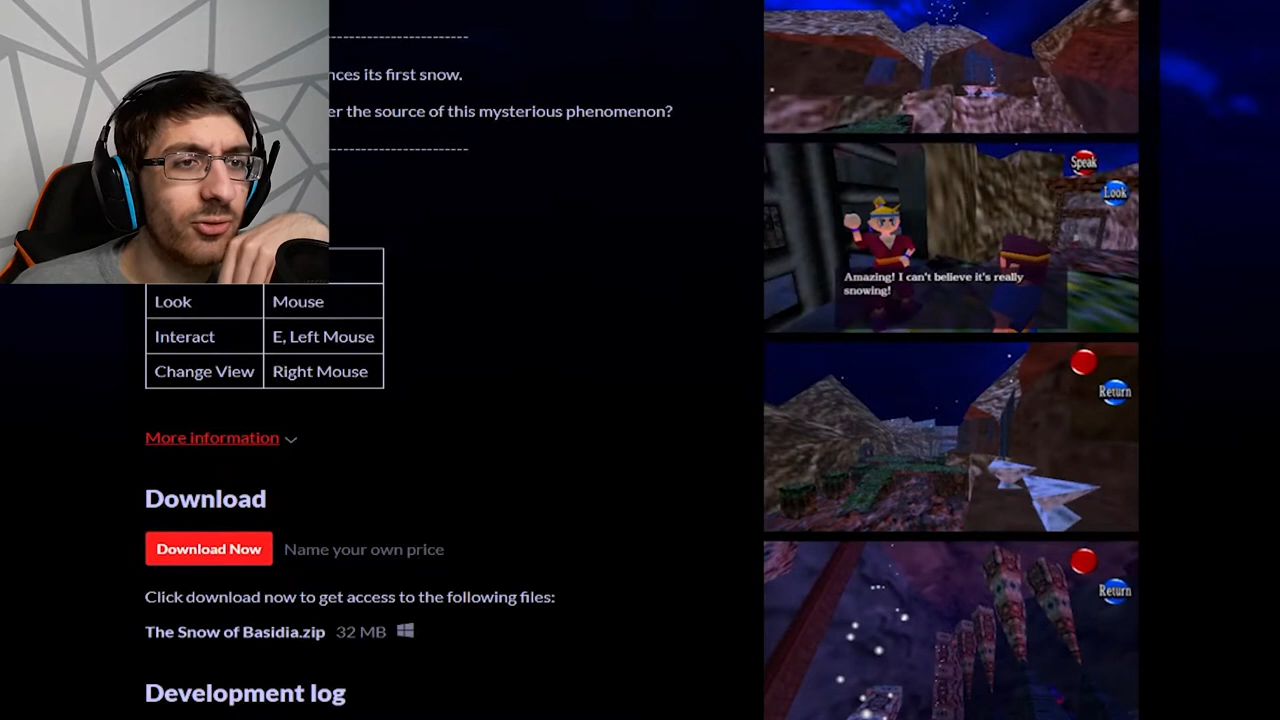 nces its first snow.
er the source of this mysterious phenomenon?
Look Mouse
Interact E, Left Mouse
Change View Right Mouse
More information
Download
Download Now Name your own price
Click download now to get access to the following files:
The Snow of Basidia.zip 32 MB
Development log
Speak
Look
Amazing! I can't believe it's really
snowing!
Return
Return